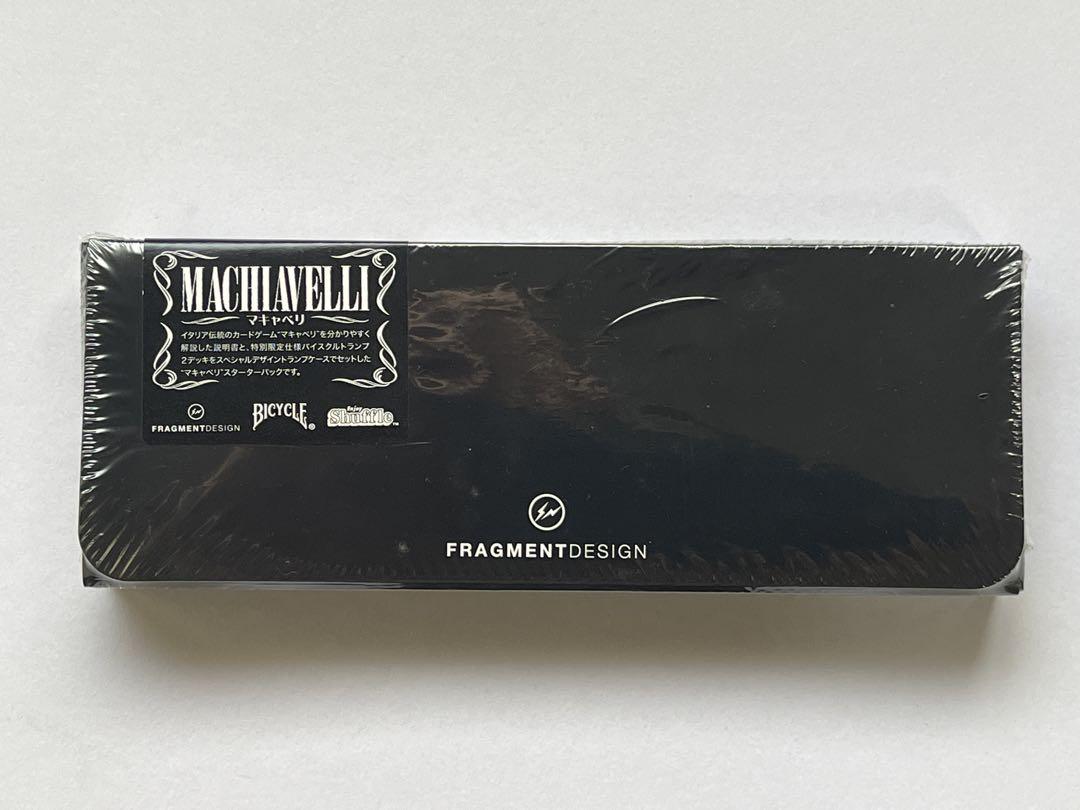 MACHIAVELLI
マキャベリ
イタリア伝統のカードゲーム"マキャベリ"を分かりやすく
解説した説明書と、特別限定仕様バイスクルトランプ
2デッキをスペシャルデザイントランプケースでセットした
"マキャベリ"スターターパックです。
FRAGMENTDESIGN
BICYCLE®
Enjoy
Shuffle™
FRAGMENTDESIGN